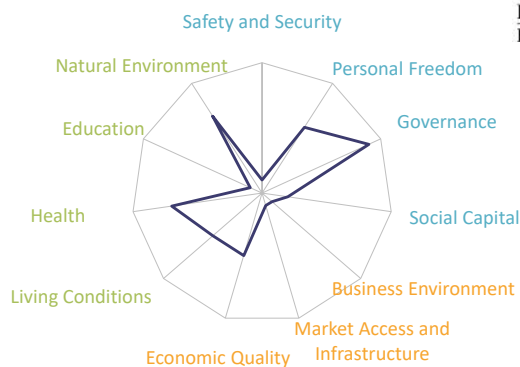 Safety and Security
Natural Environment
Personal Freedom
Education
Governance
Health
Social Capital
Living Conditions
Business Environment
Market Access and
Infrastructure
Economic Quality